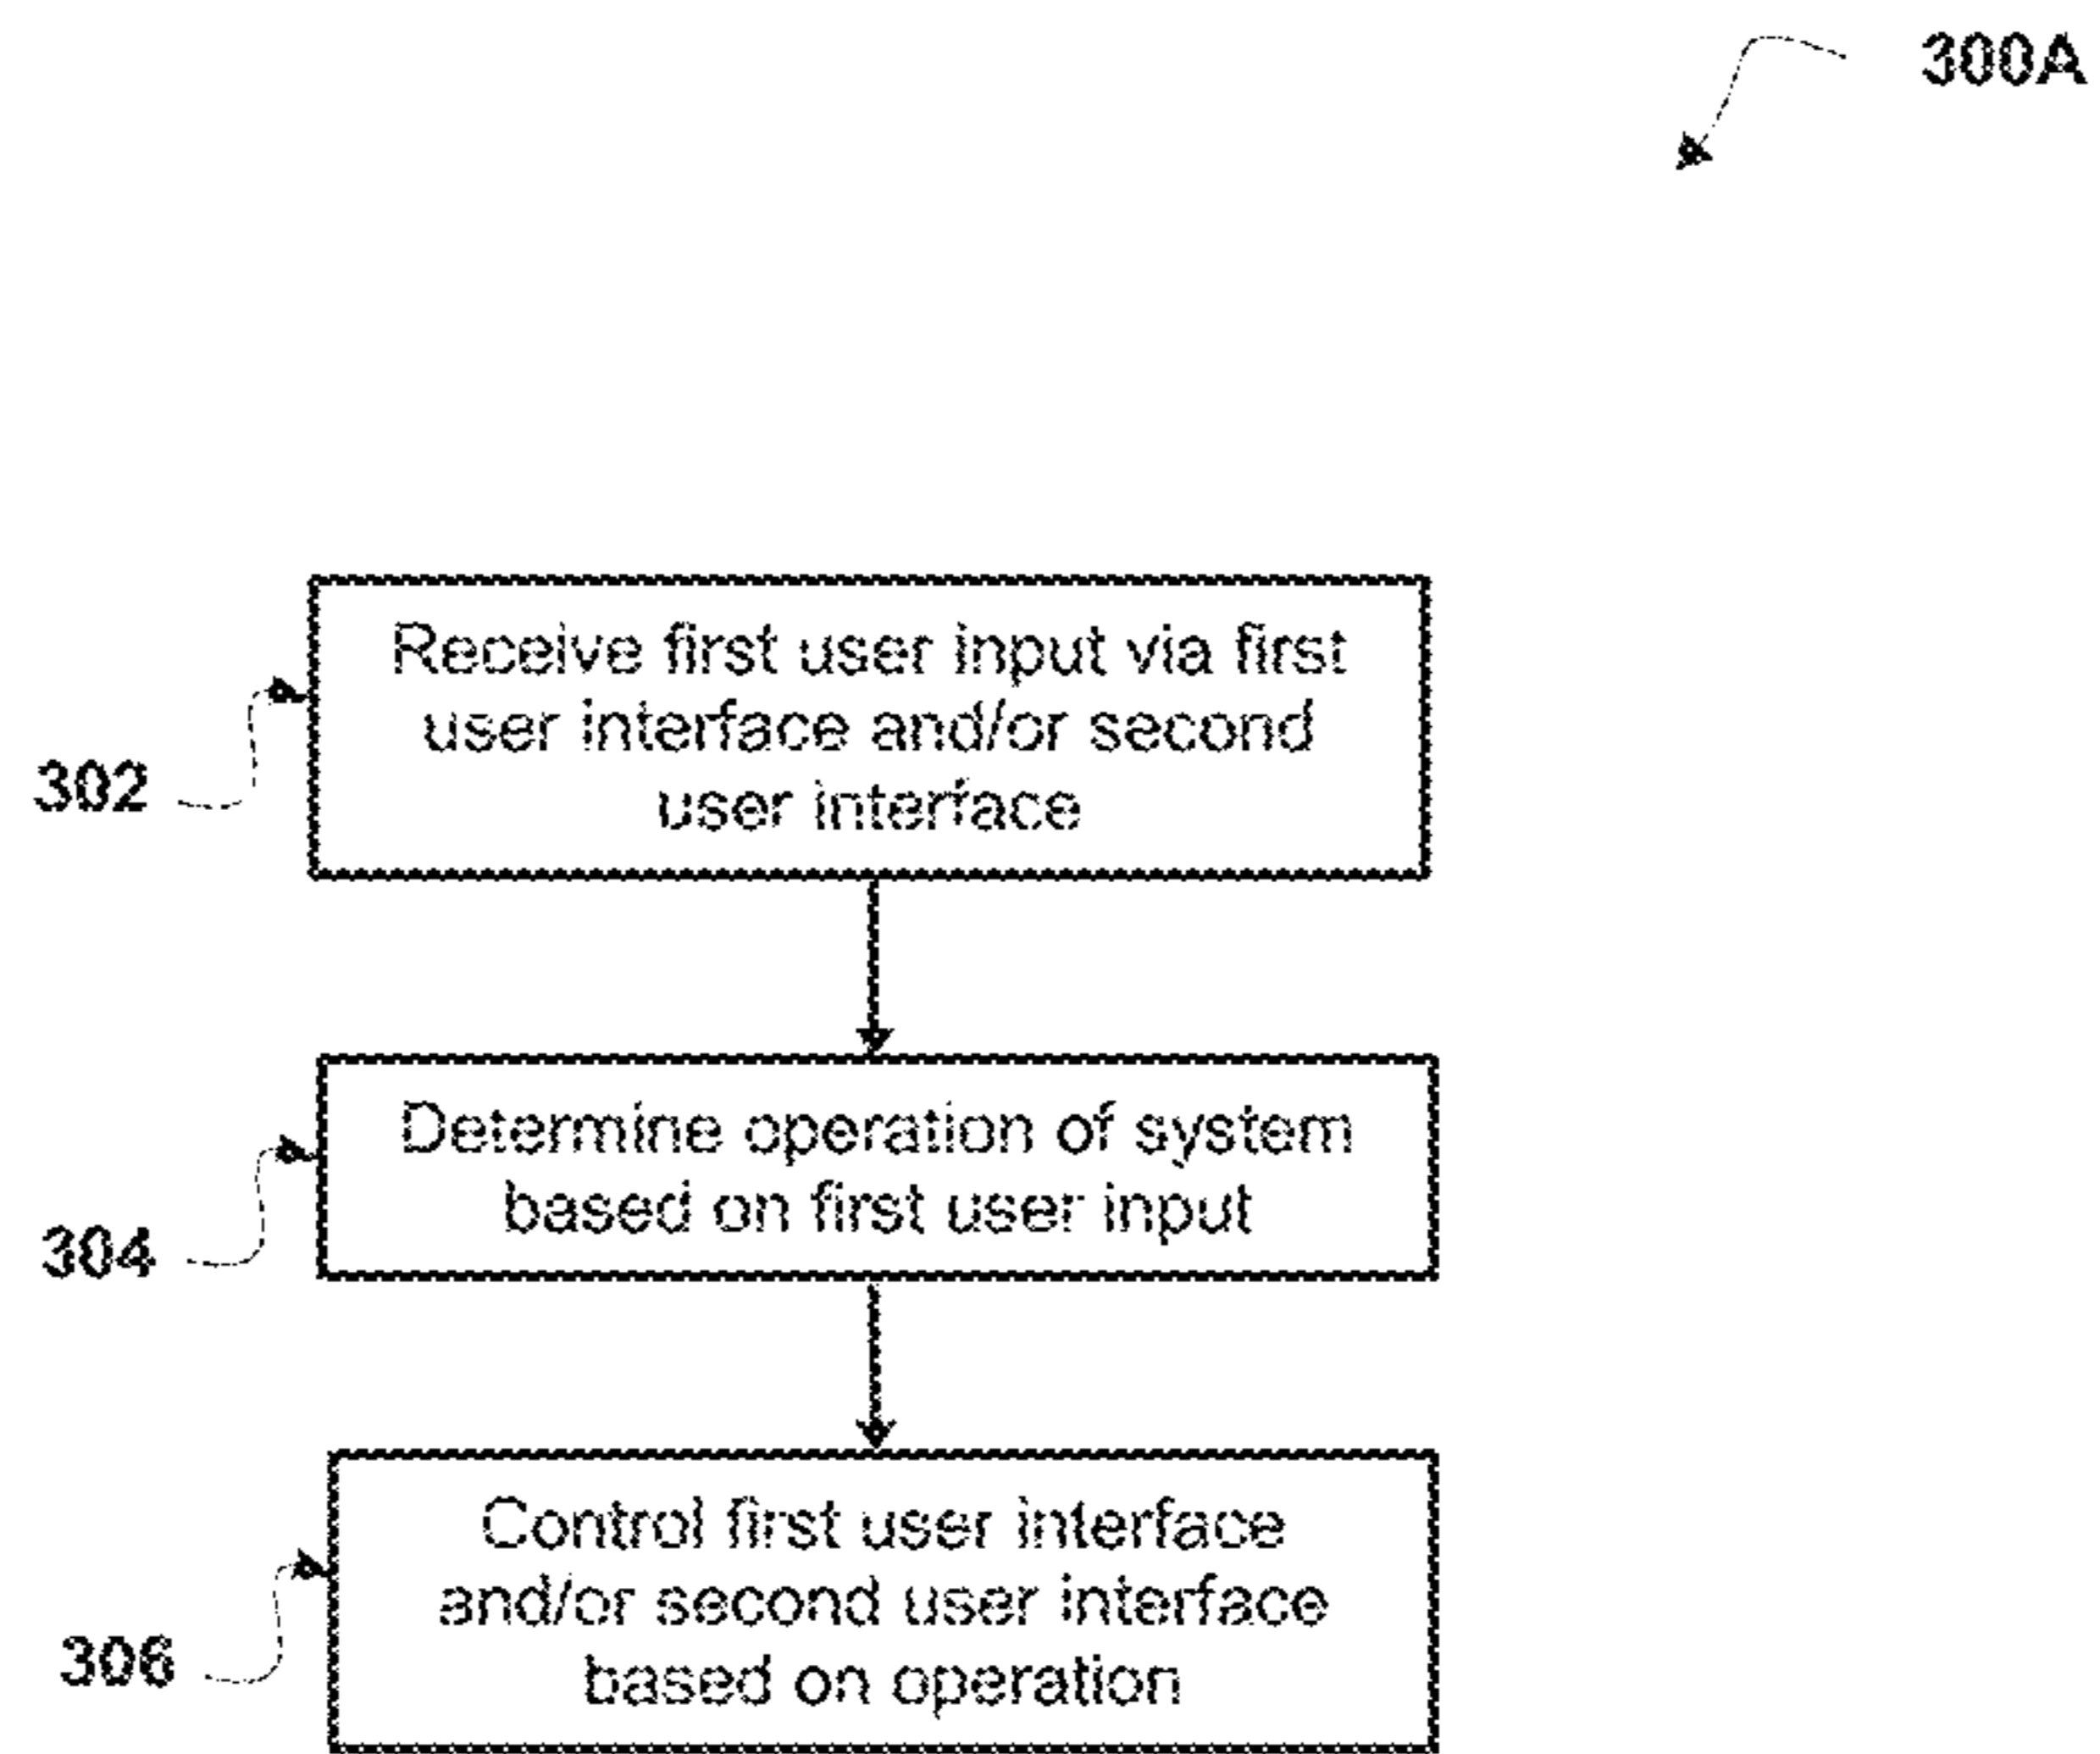 300A
Receive first user input via first
user interface and/or second
user interface
302
Determine operation of system
based on first user input
304
Control first user interface
and/or second user interface
based on operation
306